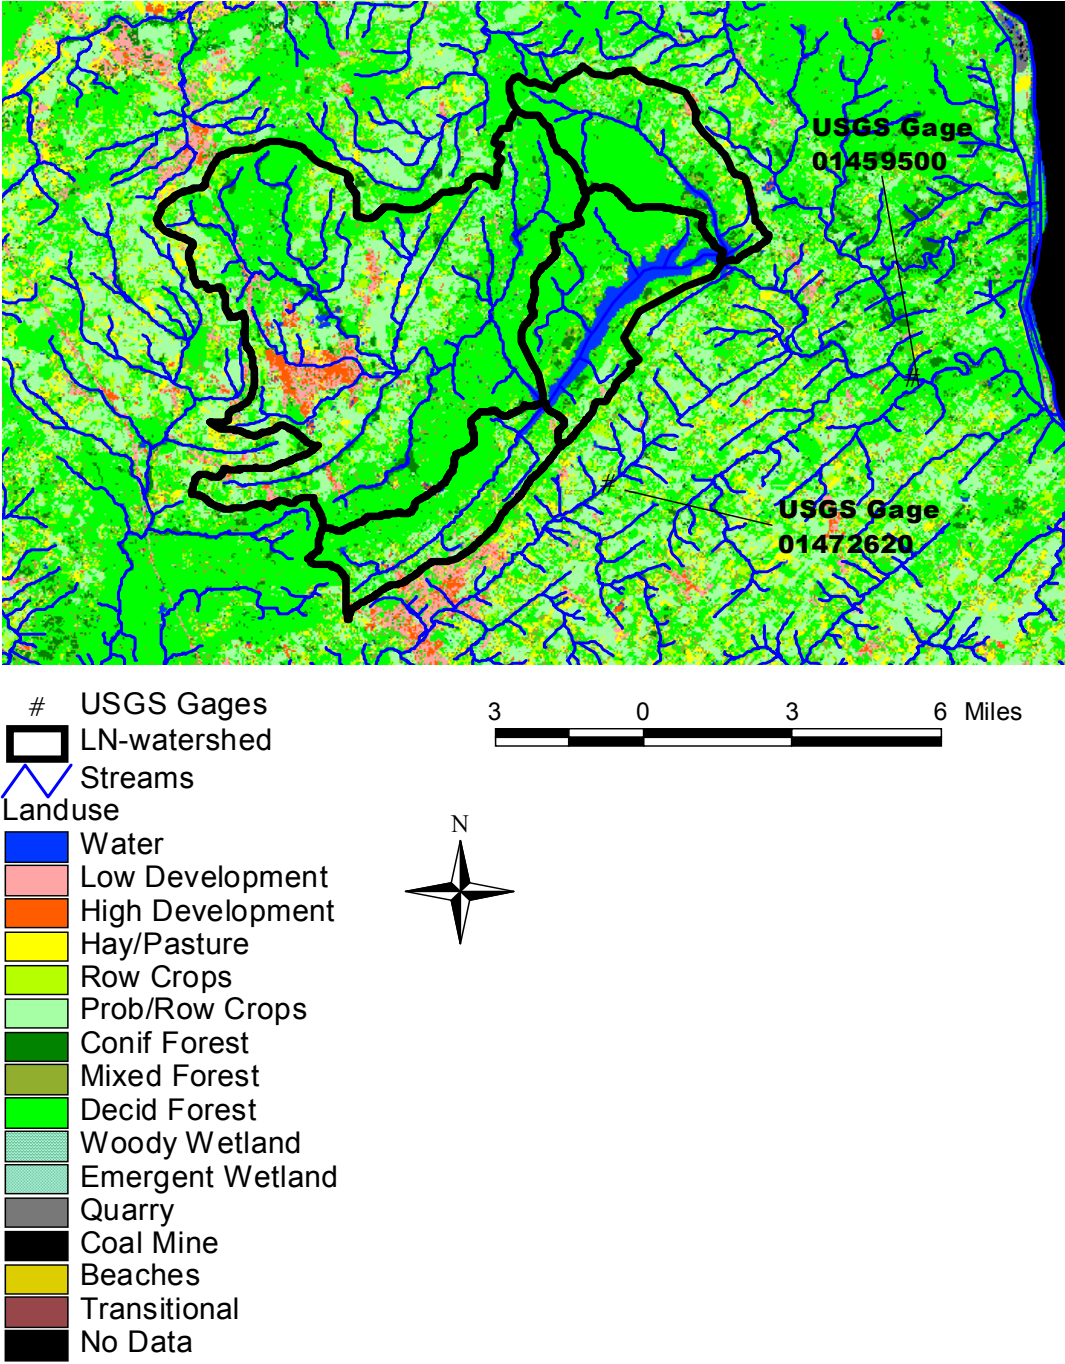 USGS Gage
01459500
#
#
USGS Gage
01472620
# USGS Gages
LN-watershed
Streams
Landuse
Water
Low Development
High Development
Hay/Pasture
Row Crops
Prob/Row Crops
Conif Forest
Mixed Forest
Decid Forest
Woody Wetland
Emergent Wetland
Quarry
Coal Mine
Beaches
Transitional
No Data
3 0 3 6 Miles
N